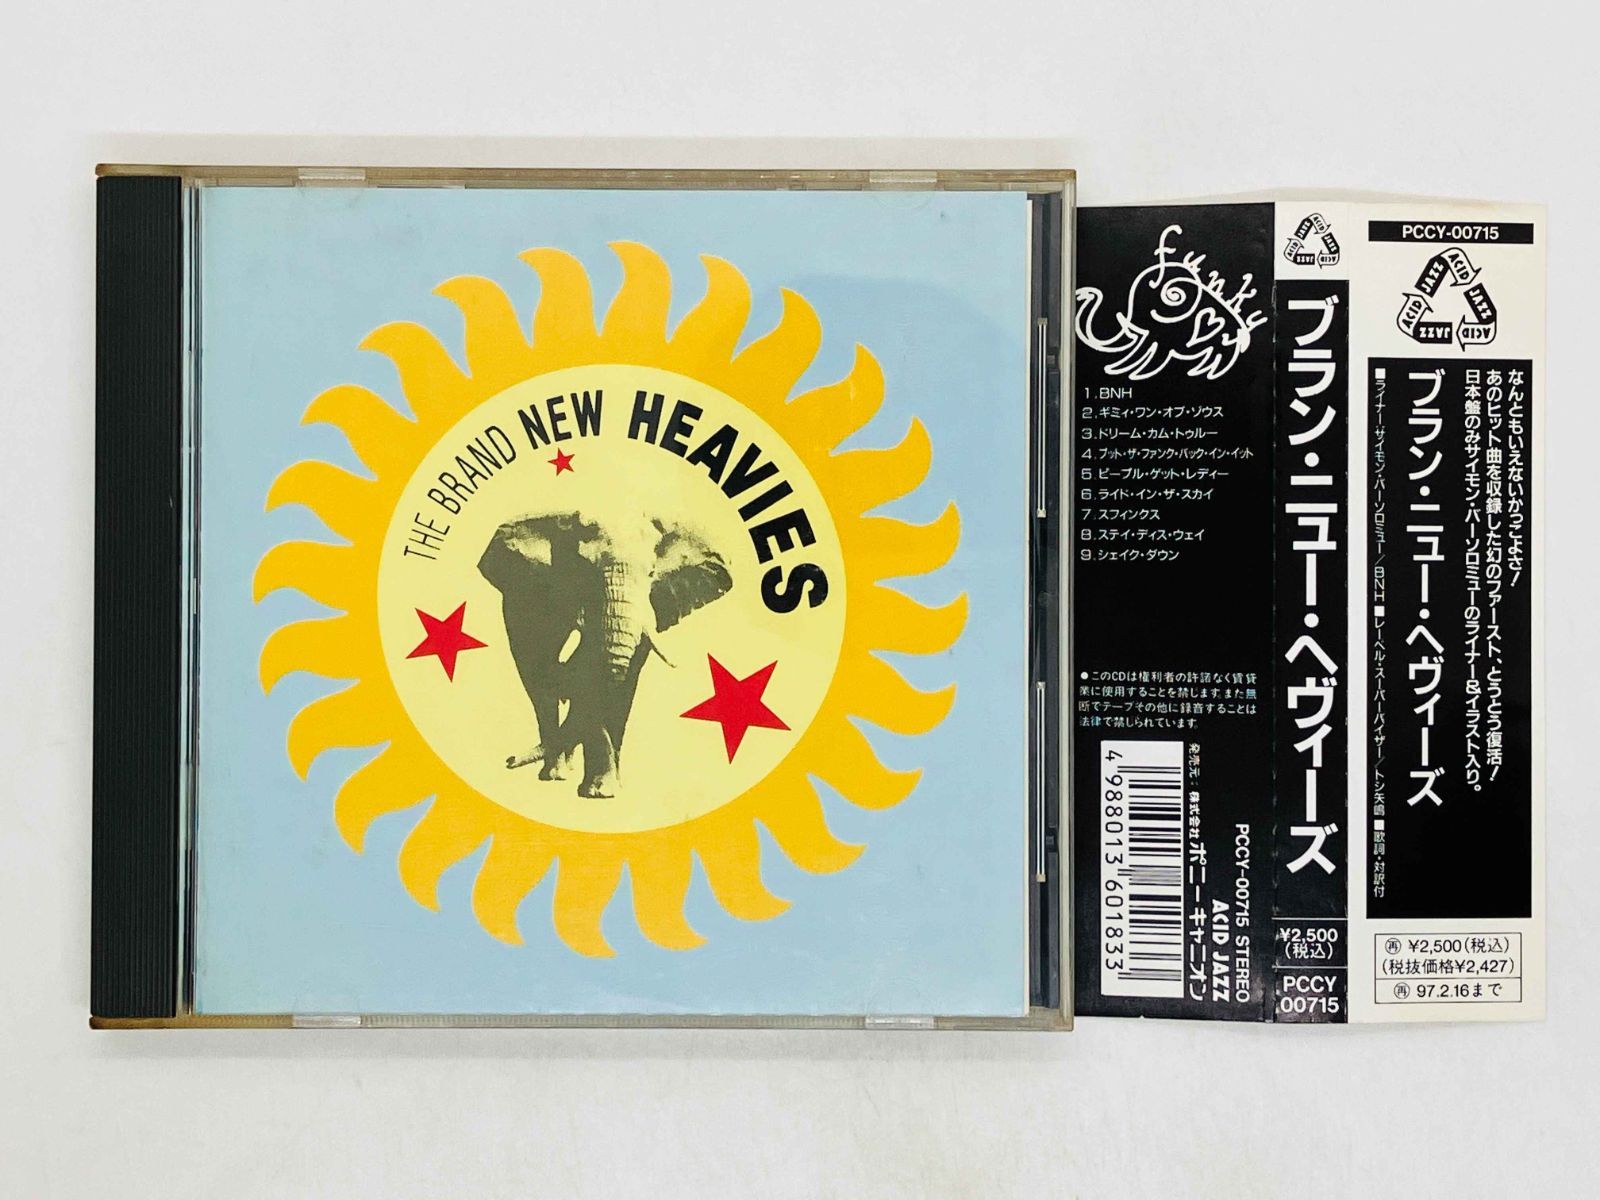 THE BRAND NEW HEAVIES
funky
1.BNH
2.ギミィ・ワン・オブ・ゾウス
3.ドリーム・カム・トゥルー
4.プット・ザ・ファンク・バック・イン・イット
5.ピープル・ゲット・レディー
6.ライド・イン・ザ・スカイ
7.スフィンクス
8.ステイ・ディス・ウェイ
9.シェイク・ダウン
●このCDは権利者の許諾なく賃貸
業に使用することを禁じます。また無
断でテープその他に録音することは
法律で禁じられています。
PCCY-00715 STEREO
ACID JAZZ
発売元:株式会社ポニーキャニオン
4988013601833
ACID JAZZ ACID JAZZ
ブラン・ニュー・ヘヴィーズ
¥2,500
(税込)
PCCY
00715
PCCY-00715
ACID JAZZ ACID JAZZ ACID JAZZ
なんともいえないかっこよさ!
あのヒット曲を収録した幻のファースト、とうとう復活!
日本盤のみサイモン・バーソロミューのライナー&イラスト入り。
ブラン・ニュー・ヘヴィーズ
■ライナー:サイモン・バーソロミュー/BNH ■レーベル・スーパーバイザー/トシ矢嶋 ■歌詞・対訳付
再 ¥2,500(税込)
(税抜価格¥2,427)
再 97.2.16まで